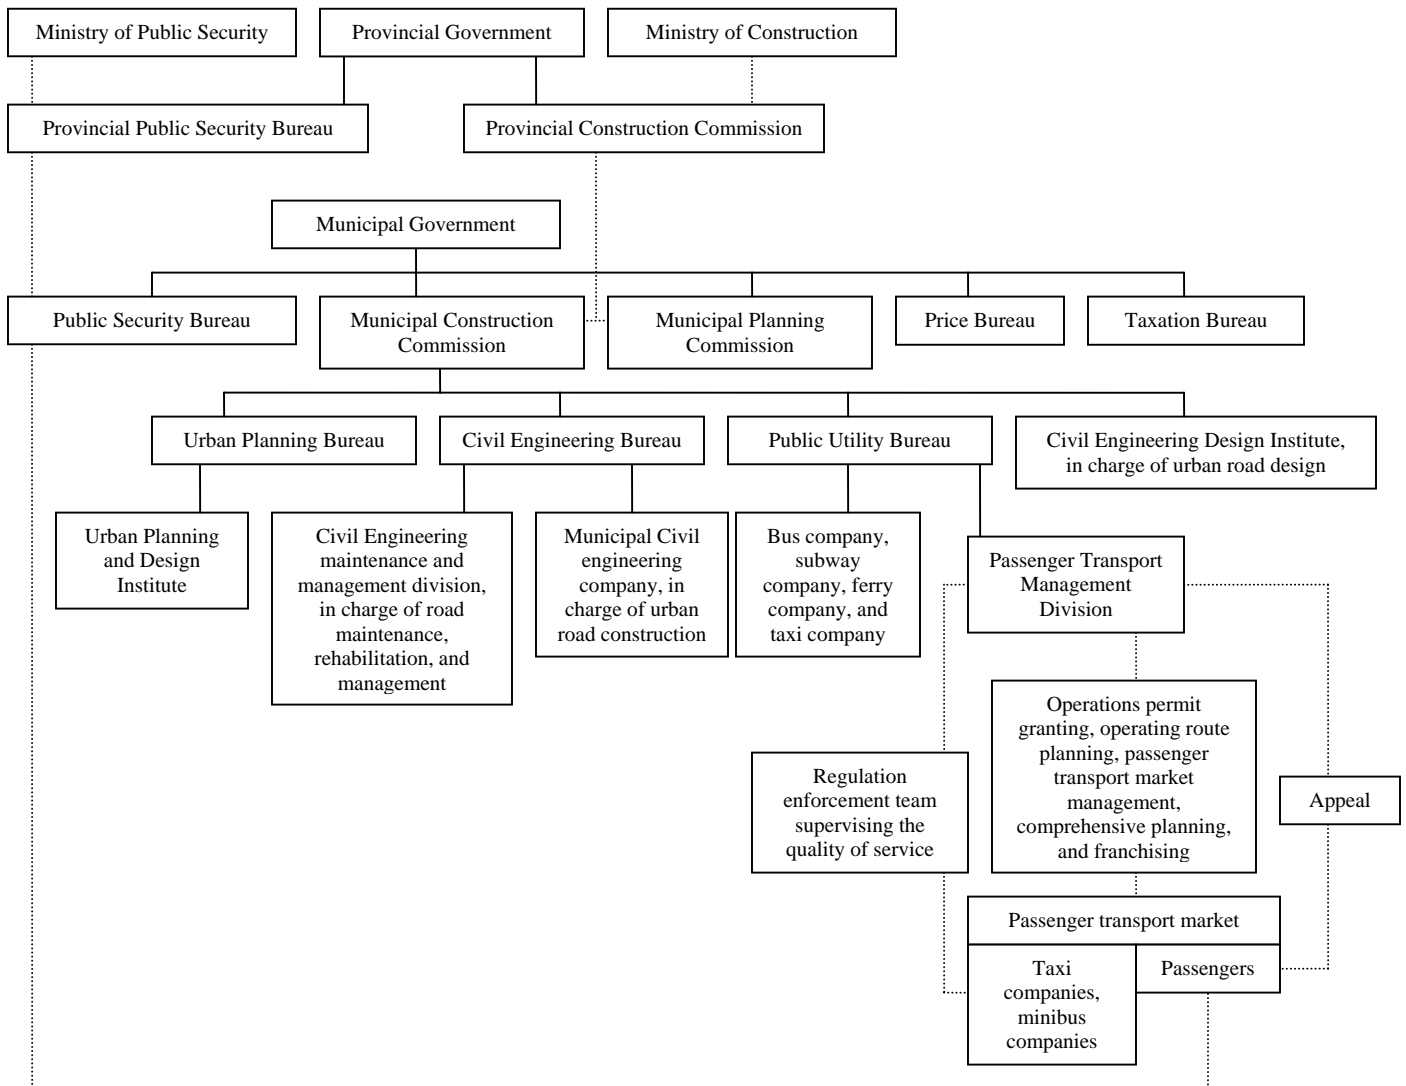 Ministry of Public Security
Provincial Government
Ministry of Construction
Provincial Public Security Bureau
Provincial Construction Commission
Municipal Government
Public Security Bureau
Municipal Construction
Commission
Municipal Planning
Commission
Price Bureau
Taxation Bureau
Urban Planning Bureau
Civil Engineering Bureau
Public Utility Bureau
Civil Engineering Design Institute,
in charge of urban road design
Urban Planning
and Design
Institute
Civil Engineering
maintenance and
management division,
in charge of road
maintenance,
rehabilitation, and
management
Municipal Civil
engineering
company, in
charge of urban
road construction
Bus company,
subway
company, ferry
company, and
taxi company
Passenger Transport
Management
Division
Operations permit
granting, operating route
planning, passenger
transport market
management,
comprehensive planning,
and franchising
Regulation
enforcement team
supervising the
quality of service
Appeal
Passenger transport market
Taxi
companies,
minibus
companies
Passengers